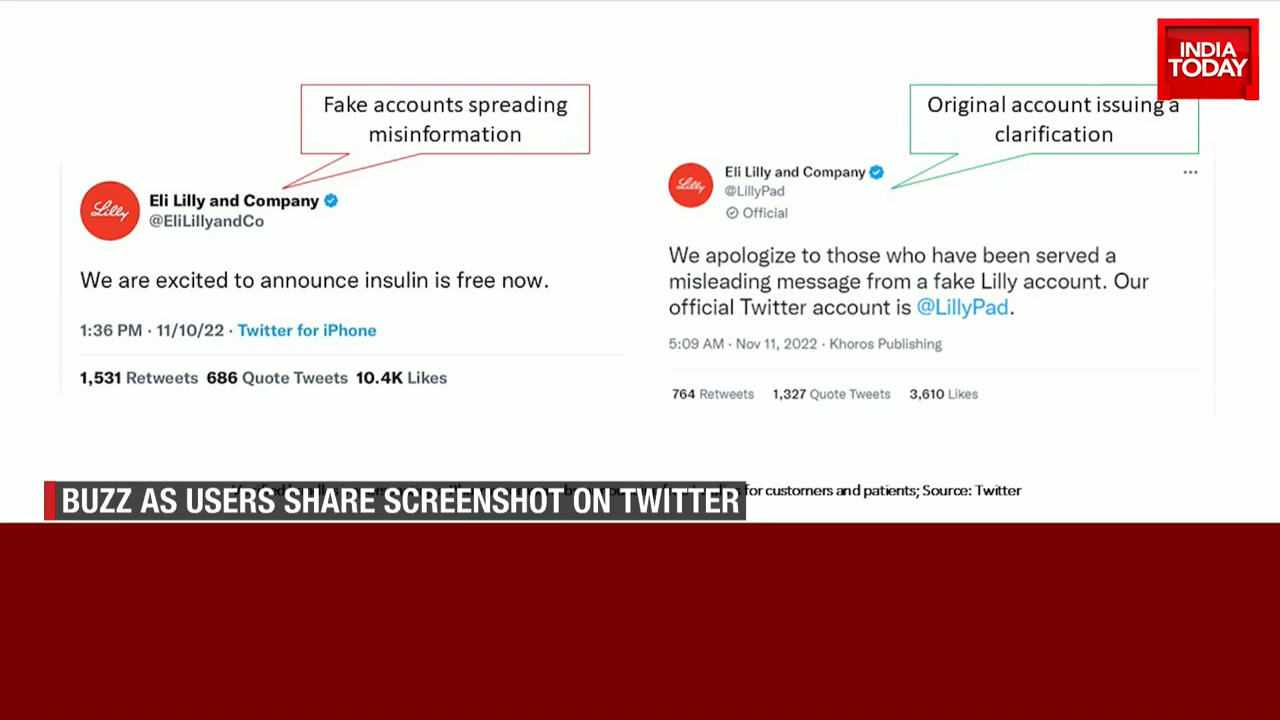 INDIA
TODAY
Fake accounts spreading
misinformation
Original account issuing a
clarification
Lilly
Eli Lilly and Company
@EliLillyandCo
We are excited to announce insulin is free now.
1:36 PM · 11/10/22 · Twitter for iPhone
1,531 Retweets 686 Quote Tweets 10.4K Likes
Lilly
Eli Lilly and Company
@LillyPad
Official
We apologize to those who have been served a
misleading message from a fake Lilly account. Our
official Twitter account is @LillyPad.
5:09 AM · Nov 11, 2022 · Khoros Publishing
764 Retweets 1,327 Quote Tweets 3,610 Likes
for customers and patients; Source: Twitter
BUZZ AS USERS SHARE SCREENSHOT ON TWITTER